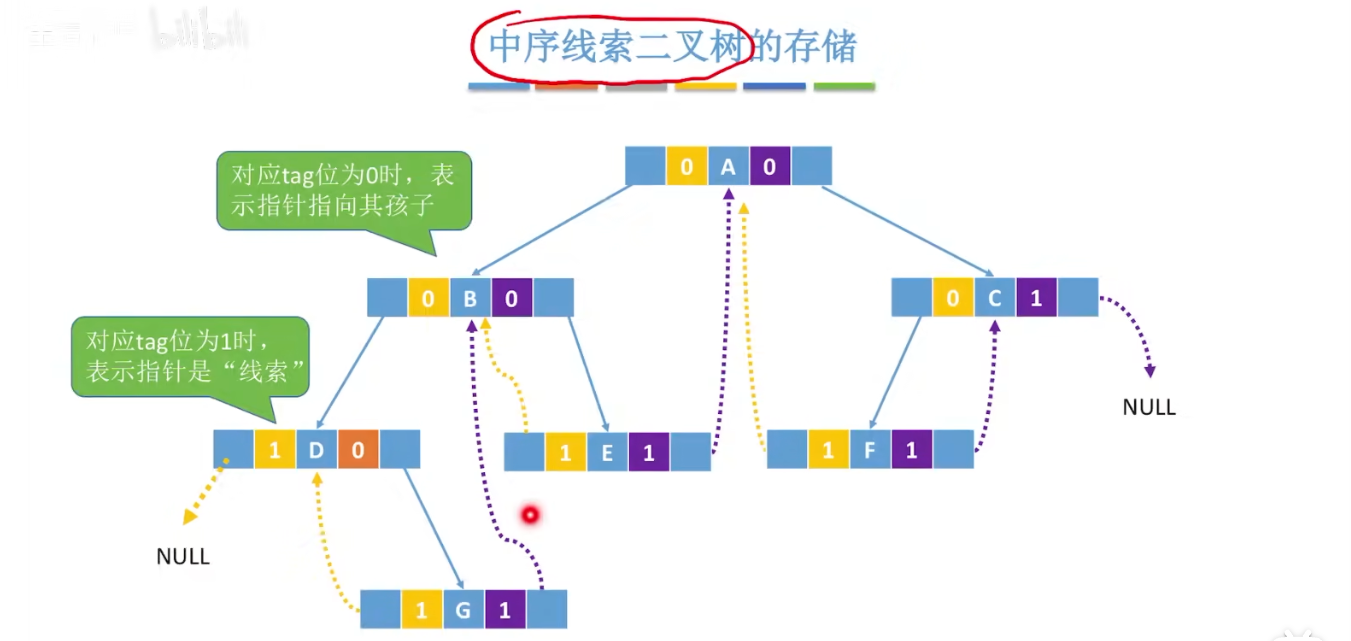 bilibili
中序线索二叉树的存储
对应tag位为0时，表
示指针指向其孩子
0 A 0
0 B 0
0 C 1
对应tag位为1时，
表示指针是“线索”
NULL
1 D 0
1 E 1
1 F 1
NULL
1 G 1